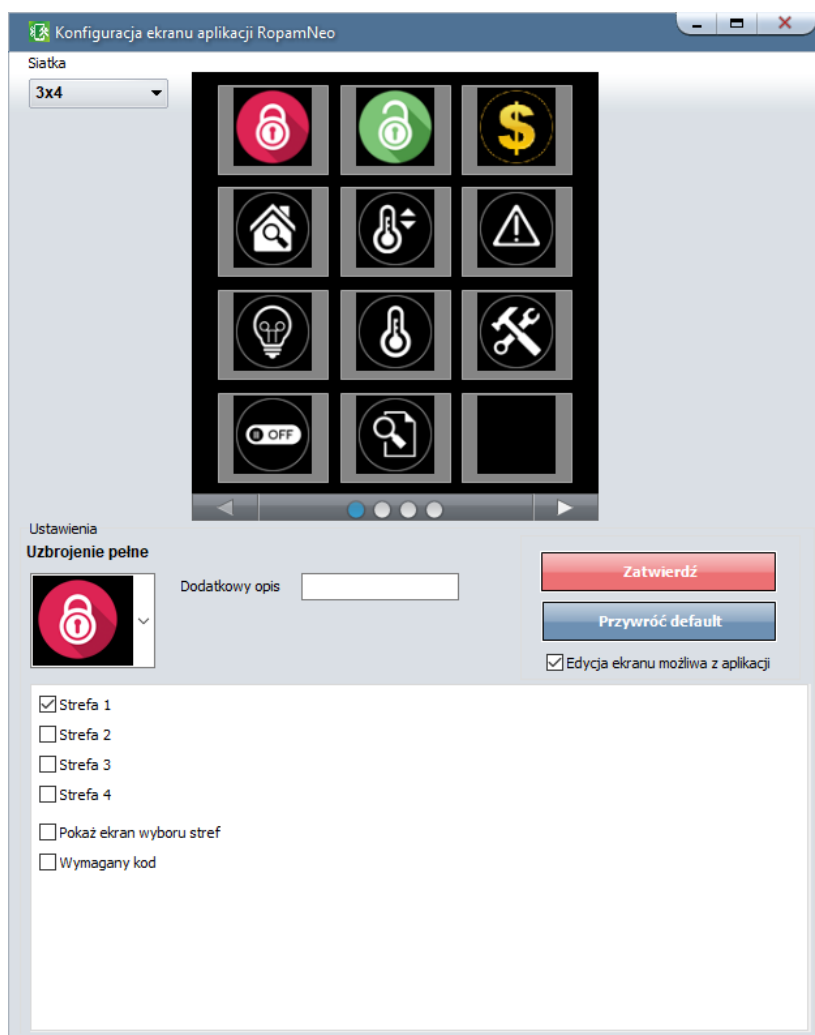 Konfiguracja ekranu aplikacji RopamNeo
Siatka
3x4
OFF
Ustawienia
Uzbrojenie pełne
Dodatkowy opis
Zatwierdź
Przywróć default
Edycja ekranu możliwa z aplikacji
Strefa 1
Strefa 2
Strefa 3
Strefa 4
Pokaż ekran wyboru stref
Wymagany kod